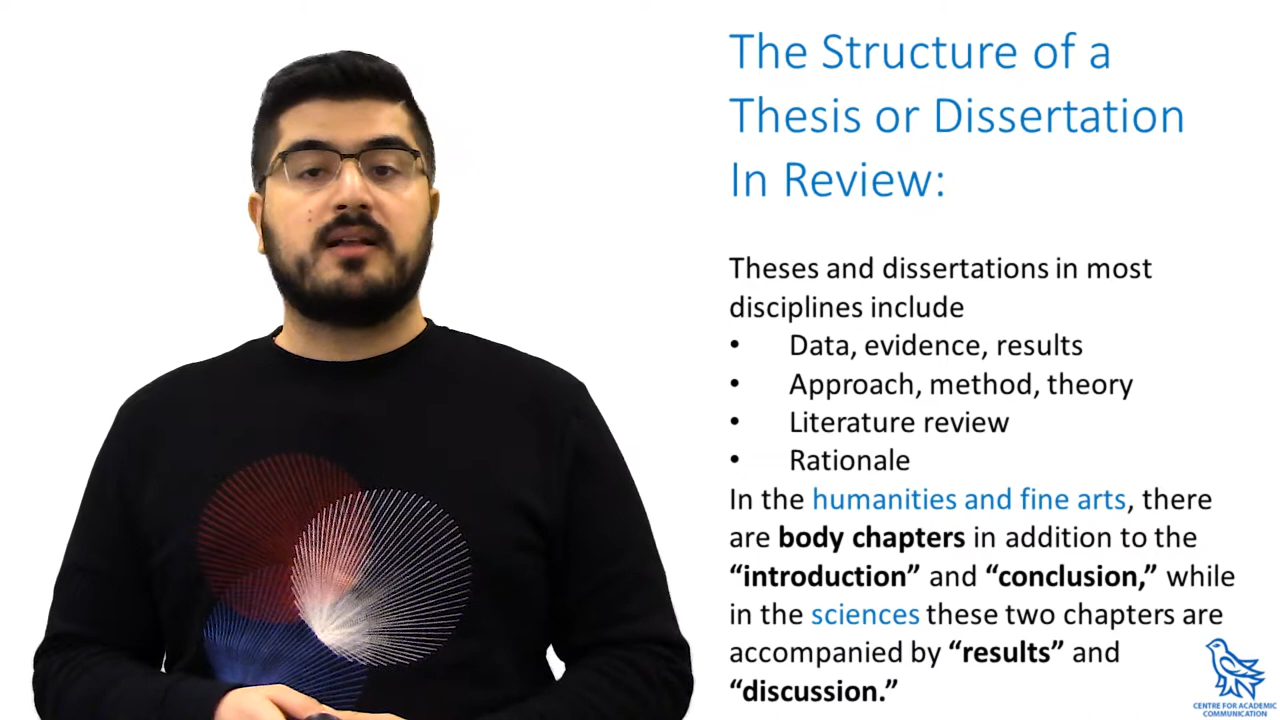 The Structure of a
Thesis or Dissertation
In Review:
Theses and dissertations in most
disciplines include
• Data, evidence, results
• Approach, method, theory
• Literature review
• Rationale
In the humanities and fine arts, there
are body chapters in addition to the
“introduction” and “conclusion,” while
in the sciences these two chapters are
accompanied by “results” and
“discussion.”
CENTRE FOR ACADEMIC
COMMUNICATION